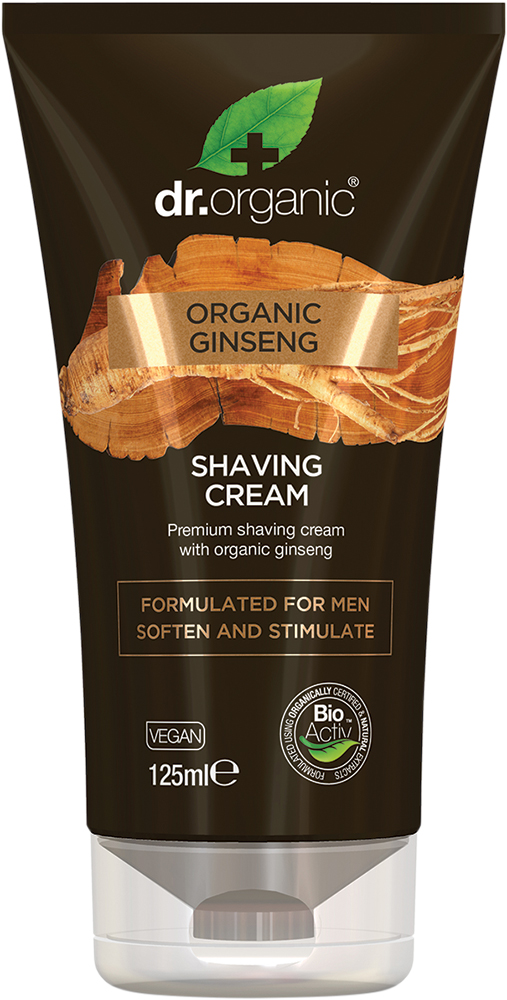 dr.organic®
ORGANIC
GINSENG
SHAVING
CREAM
Premium shaving cream
with organic ginseng
FORMULATED FOR MEN
SOFTEN AND STIMULATE
VEGAN
125ml℮
Bio™
Activ
FORMULATED USING ORGANICALLY CERTIFIED & NATURAL EXTRACTS